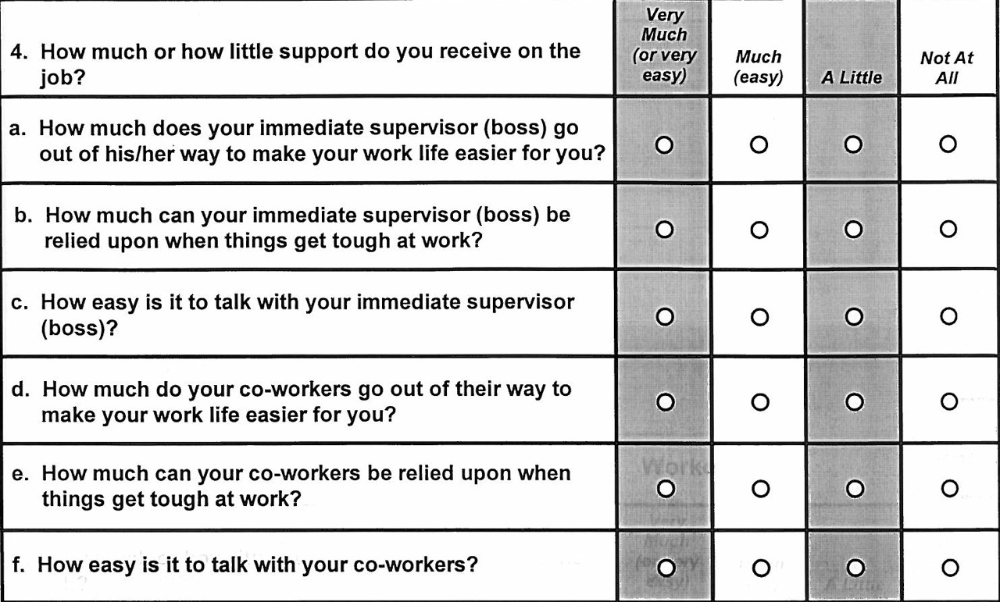 4. How much or how little support do you receive on the
job?
Very
Much
(or very
easy)
Much
(easy)
A Little
Not At
All
a. How much does your immediate supervisor (boss) go
out of his/her way to make your work life easier for you?
b. How much can your immediate supervisor (boss) be
relied upon when things get tough at work?
c. How easy is it to talk with your immediate supervisor
(boss)?
d. How much do your co-workers go out of their way to
make your work life easier for you?
e. How much can your co-workers be relied upon when
things get tough at work?
f. How easy is it to talk with your co-workers?